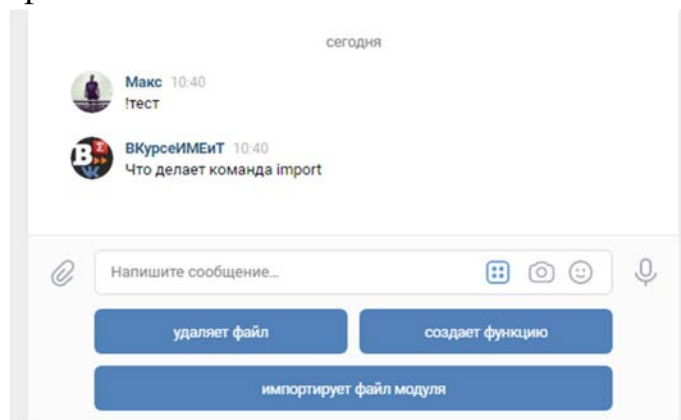 сегодня
Макс 10:40
!тест
ВКурсеИМЕиТ 10:40
Что делает команда import
Напишите сообщение...
удаляет файл
создает функцию
импортирует файл модуля